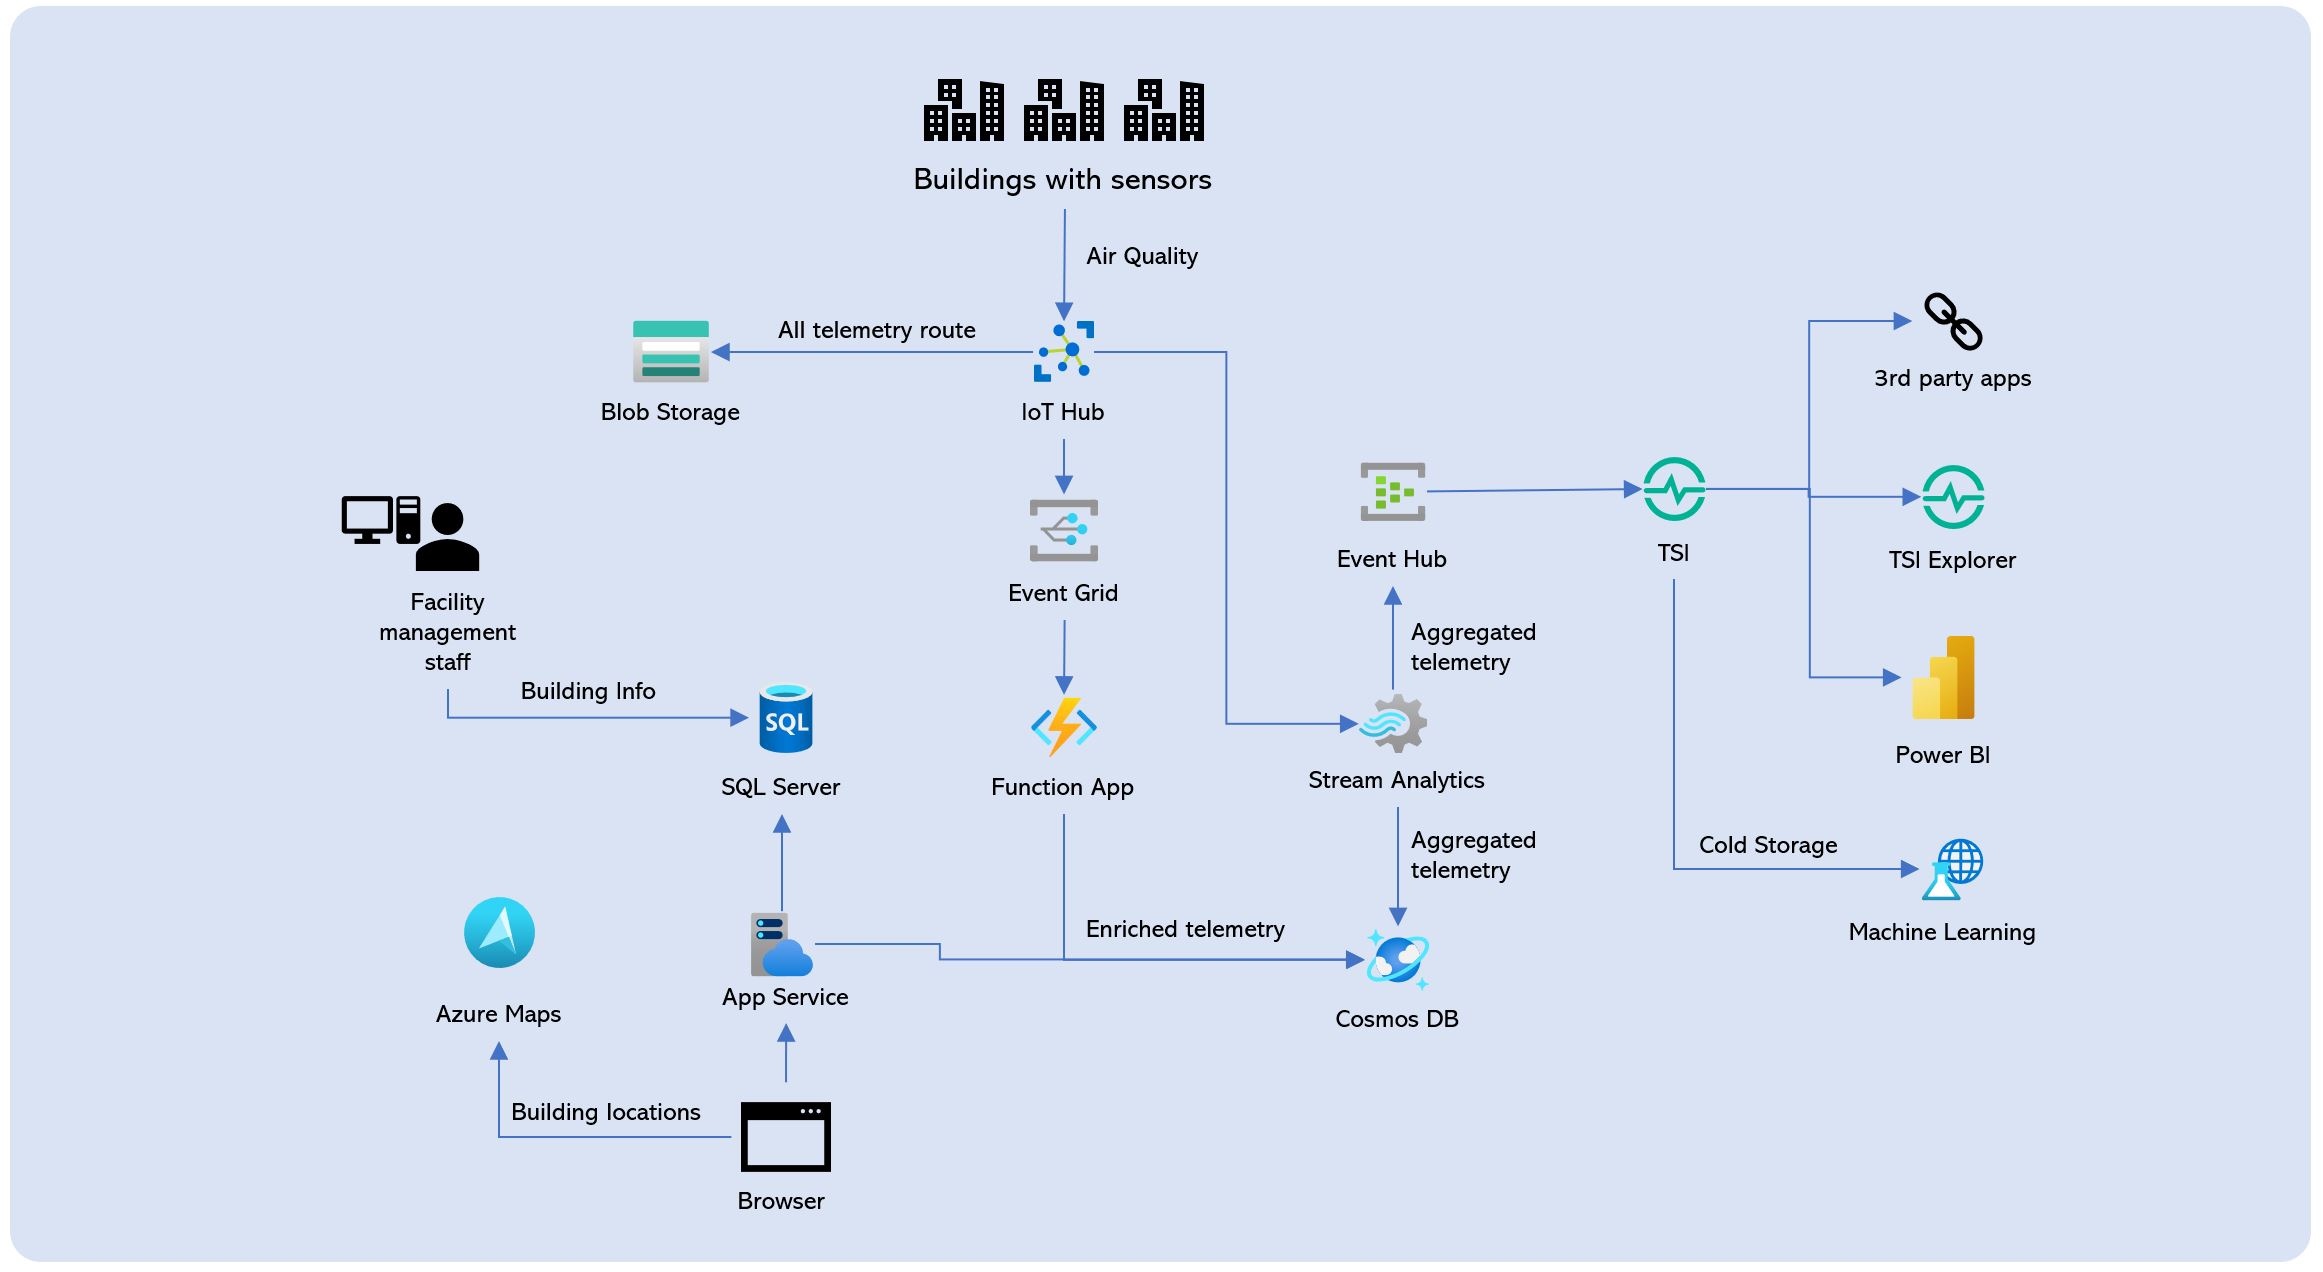 Buildings with sensors
Air Quality
All telemetry route
Blob Storage
IoT Hub
3rd party apps
Event Hub
TSI
TSI Explorer
Event Grid
Facility
management
staff
Aggregated
telemetry
Building Info
SQL
SQL Server
Function App
Stream Analytics
Power BI
Aggregated
telemetry
Cold Storage
Enriched telemetry
Machine Learning
App Service
Azure Maps
Cosmos DB
Building locations
Browser